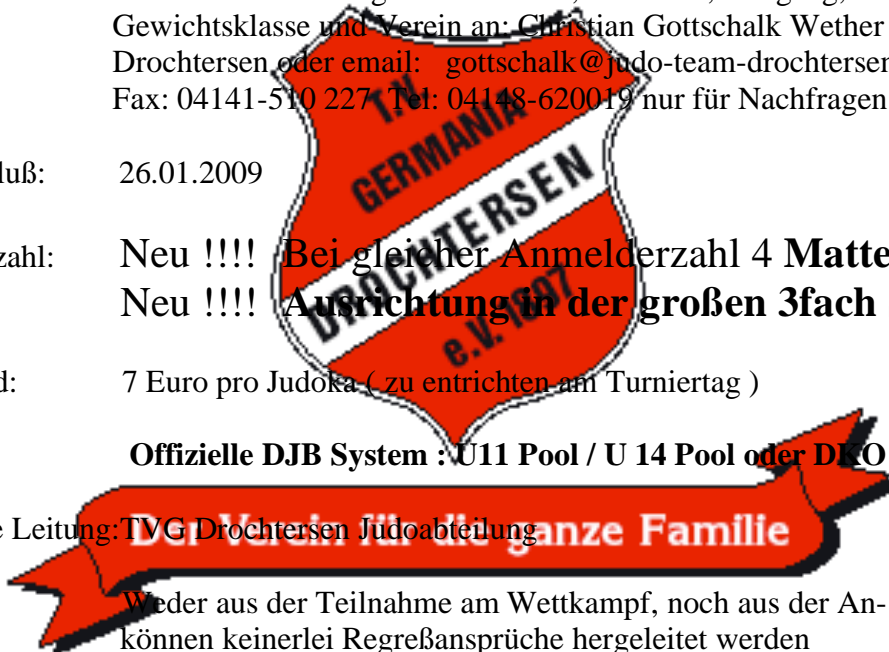 Gewichtsklasse und Verein an: Christian Gottschalk Wether
Drochtersen oder email: gottschalk@judo-team-drochtersen
Fax: 04141-510 227 Tel: 04148-620019 nur für Nachfragen
luß: 26.01.2009
zahl: Neu !!!! Bei gleicher Anmelderzahl 4 Matte
Neu !!!! Ausrichtung in der großen 3fach
d: 7 Euro pro Judoka ( zu entrichten am Turniertag )
Offizielle DJB System : U11 Pool / U 14 Pool oder DKO
e Leitung:TVG Drochtersen Judoabteilung
Weder aus der Teilnahme am Wettkampf, noch aus der An-
können keinerlei Regreßansprüche hergeleitet werden
T.V.
GERMANIA
DROCHTERSEN
e.V. 1897
Der Verein für die ganze Familie